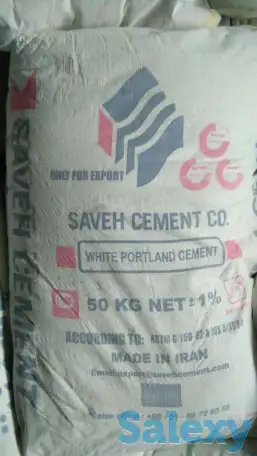 ONLY FOR EXPORT
SAVEH CEMENT
SAVEH CEMENT CO.
WHITE PORTLAND CEMENT
50 KG NET ± 1%
ACCORDING TO:
MADE IN IRAN
Salexy